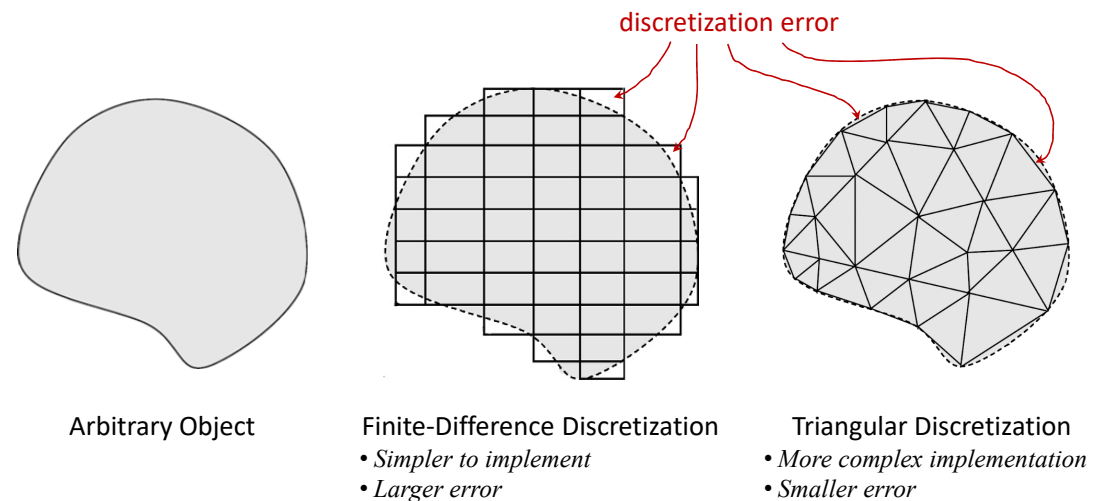 discretization error
Arbitrary Object
Finite-Difference Discretization
• Simpler to implement
• Larger error
Triangular Discretization
• More complex implementation
• Smaller error